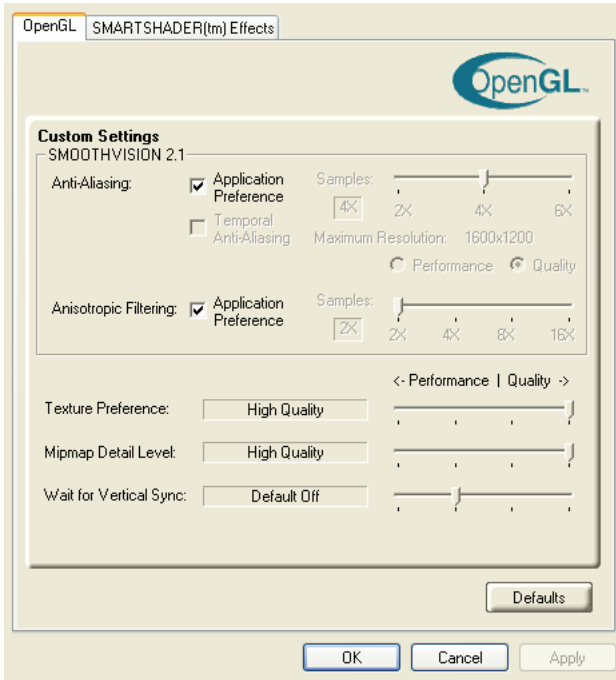 OpenGL SMARTSHADER(tm) Effects
OpenGL™
Custom Settings
SMOOTHVISION 2.1
Anti-Aliasing: Application Preference Samples:
4X 2X 4X 6X
Temporal Anti-Aliasing Maximum Resolution: 1600x1200
Performance Quality
Anisotropic Filtering: Application Preference Samples:
2X 2X 4X 8X 16X
<- Performance | Quality ->
Texture Preference: High Quality
Mipmap Detail Level: High Quality
Wait for Vertical Sync: Default Off
Defaults
OK Cancel Apply